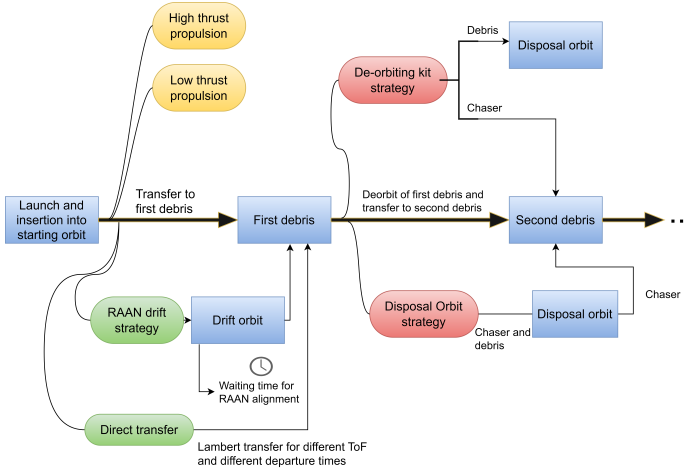 High thrust
propulsion
Low thrust
propulsion
Debris
Disposal orbit
De-orbiting kit
strategy
Chaser
Launch and
insertion into
starting orbit
Transfer to
first debris
First debris
Deorbit of first debris and
transfer to second debris
Second debris
..
RAAN drift
strategy
Drift orbit
Disposal Orbit
strategy
Chaser and
debris
Disposal orbit
Chaser
Waiting time for
RAAN alignment
Direct transfer
Lambert transfer for different ToF
and different departure times